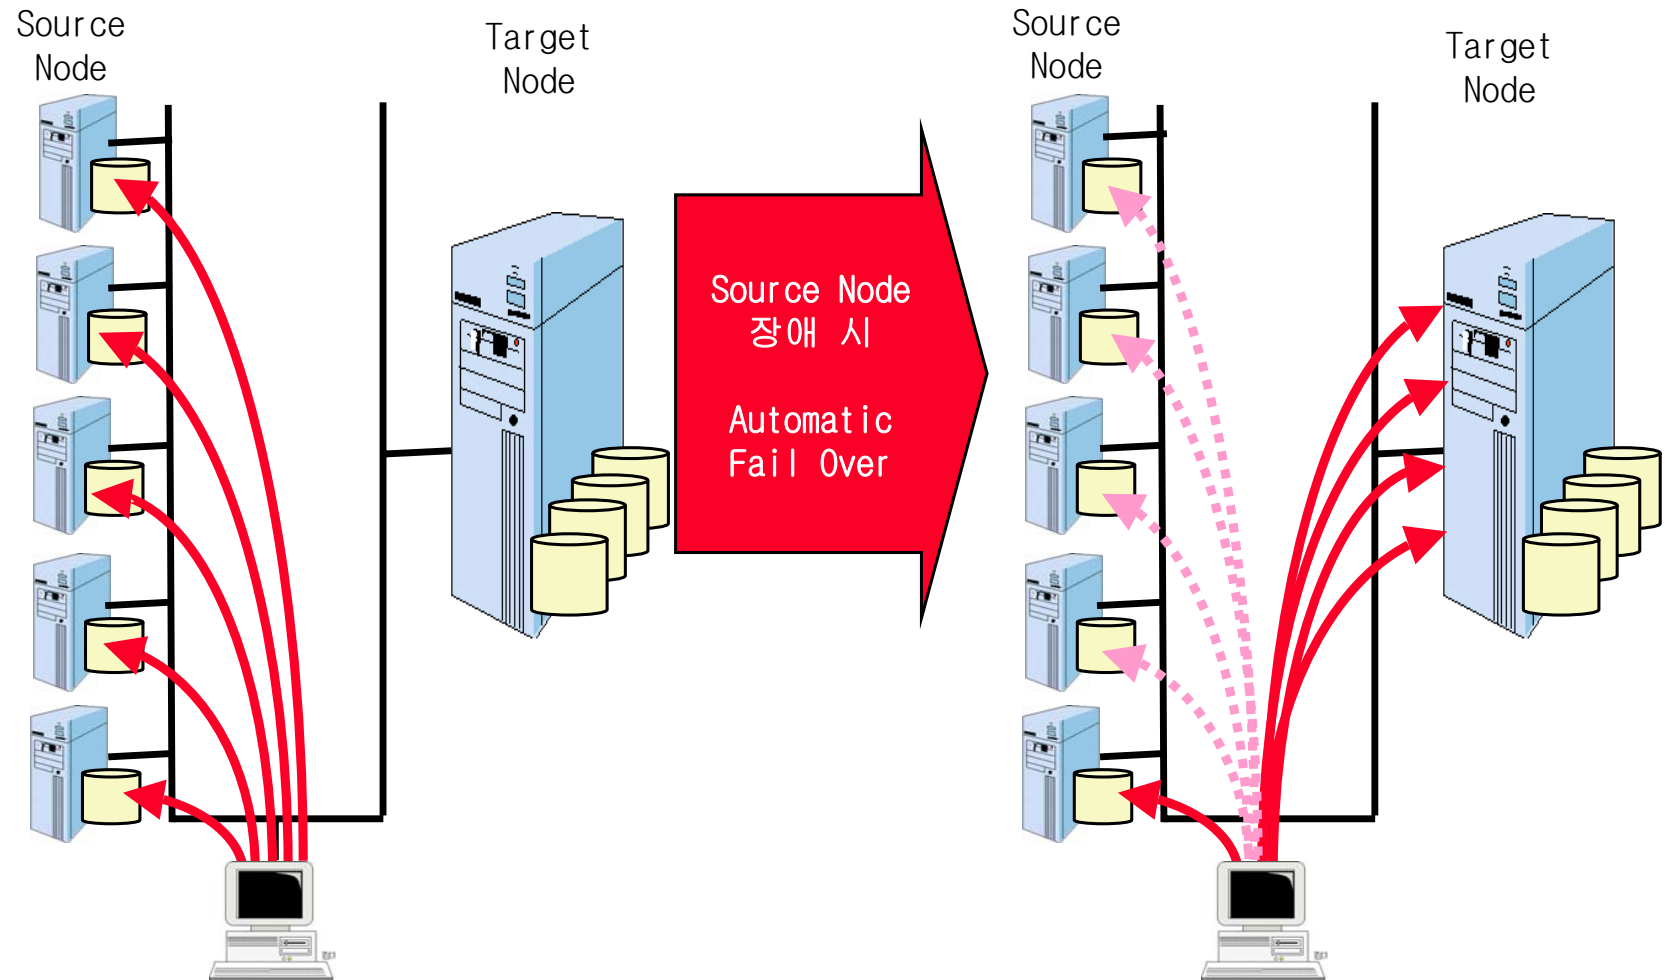 Source
Node
Target
Node
Source Node
장애 시
Automatic
Fail Over
Source
Node
Target
Node